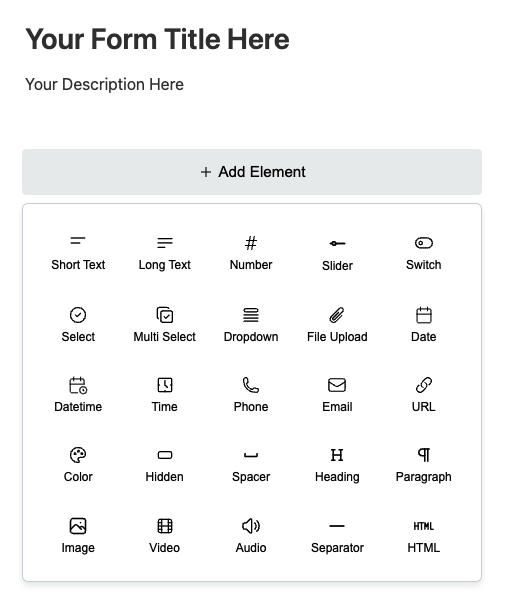 Your Form Title Here
Your Description Here
+ Add Element
Short Text Long Text Number Slider Switch
Select Multi Select Dropdown File Upload Date
Datetime Time Phone Email URL
Color Hidden Spacer Heading Paragraph
HTML
Image Video Audio Separator HTML